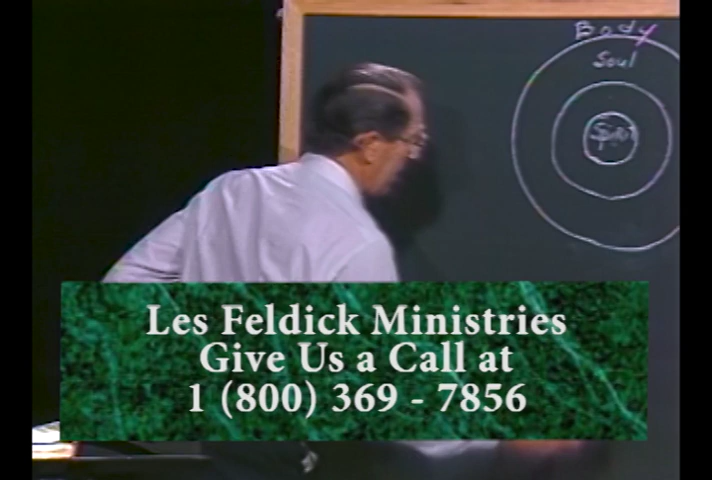 Body
Soul
Spirit
Les Feldick Ministries
Give Us a Call at
1 (800) 369 - 7856